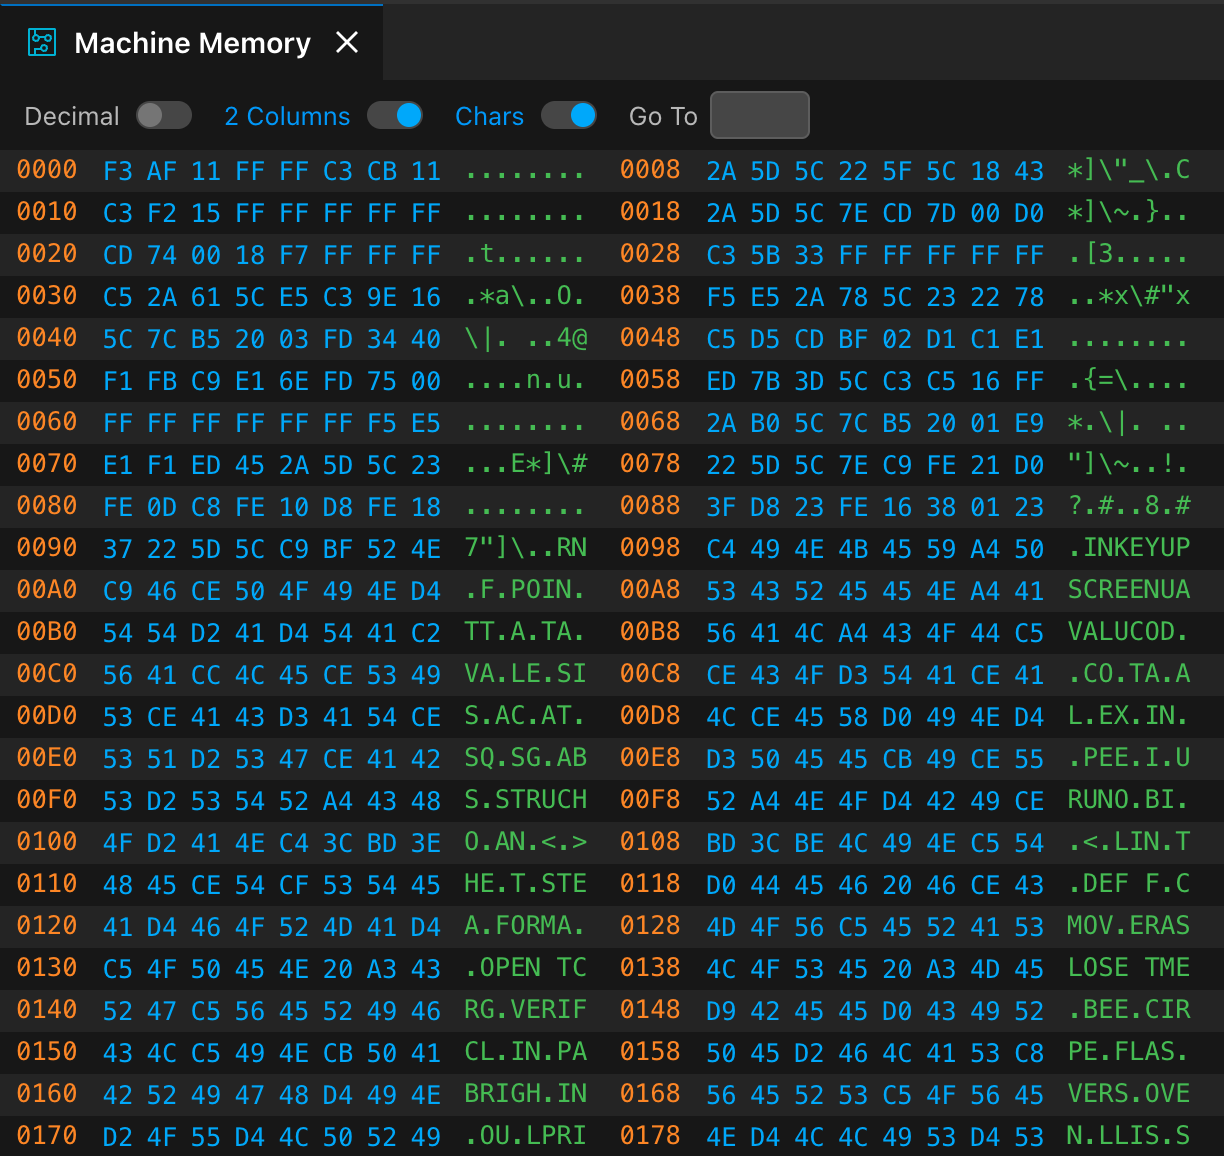 Machine Memory
Decimal 2 Columns Chars Go To
0000 F3 AF 11 FF FF C3 CB 11 ........ 0008 2A 5D 5C 22 5F 5C 18 43 *]\"_\.C
0010 C3 F2 15 FF FF FF FF FF ........ 0018 2A 5D 5C 7E CD 7D 00 D0 *]\~.}..
0020 CD 74 00 18 F7 FF FF FF .t...... 0028 C3 5B 33 FF FF FF FF FF .[3.....
0030 C5 2A 61 5C E5 C3 9E 16 .*a\..O. 0038 F5 E5 2A 78 5C 23 22 78 ..*x\#"x
0040 5C 7C B5 20 03 FD 34 40 \|. ..4@ 0048 C5 D5 CD BF 02 D1 C1 E1 ........
0050 F1 FB C9 E1 6E FD 75 00 ....n.u. 0058 ED 7B 3D 5C C3 C5 16 FF .{=\....
0060 FF FF FF FF FF FF F5 E5 ........ 0068 2A B0 5C 7C B5 20 01 E9 *.\|. ..
0070 E1 F1 ED 45 2A 5D 5C 23 ...E*]\# 0078 22 5D 5C 7E C9 FE 21 D0 "]\~..!.
0080 FE 0D C8 FE 10 D8 FE 18 ........ 0088 3F D8 23 FE 16 38 01 23 ?.#..8.#
0090 37 22 5D 5C C9 BF 52 4E 7"]\..RN 0098 C4 49 4E 4B 45 59 A4 50 .INKEYUP
00A0 C9 46 CE 50 4F 49 4E D4 .F.POIN. 00A8 53 43 52 45 45 4E A4 41 SCREENUA
00B0 54 54 D2 41 D4 54 41 C2 TT.A.TA. 00B8 56 41 4C A4 43 4F 44 C5 VALUCOD.
00C0 56 41 CC 4C 45 CE 53 49 VA.LE.SI 00C8 CE 43 4F D3 54 41 CE 41 .CO.TA.A
00D0 53 CE 41 43 D3 41 54 CE S.AC.AT. 00D8 4C CE 45 58 D0 49 4E D4 L.EX.IN.
00E0 53 51 D2 53 47 CE 41 42 SQ.SG.AB 00E8 D3 50 45 45 CB 49 CE 55 .PEE.I.U
00F0 53 D2 53 54 52 A4 43 48 S.STRUCH 00F8 52 A4 4E 4F D4 42 49 CE RUNO.BI.
0100 4F D2 41 4E C4 3C BD 3E O.AN.<.> 0108 BD 3C BE 4C 49 4E C5 54 .<.LIN.T
0110 48 45 CE 54 CF 53 54 45 HE.T.STE 0118 D0 44 45 46 20 46 CE 43 .DEF F.C
0120 41 D4 46 4F 52 4D 41 D4 A.FORMA. 0128 4D 4F 56 C5 45 52 41 53 MOV.ERAS
0130 C5 4F 50 45 4E 20 A3 43 .OPEN TC 0138 4C 4F 53 45 20 A3 4D 45 LOSE TME
0140 52 47 C5 56 45 52 49 46 RG.VERIF 0148 D9 42 45 45 D0 43 49 52 .BEE.CIR
0150 43 4C C5 49 4E CB 50 41 CL.IN.PA 0158 50 45 D2 46 4C 41 53 C8 PE.FLAS.
0160 42 52 49 47 48 D4 49 4E BRIGH.IN 0168 56 45 52 53 C5 4F 56 45 VERS.OVE
0170 D2 4F 55 D4 4C 50 52 49 .OU.LPRI 0178 4E D4 4C 4C 49 53 D4 53 N.LLIS.S